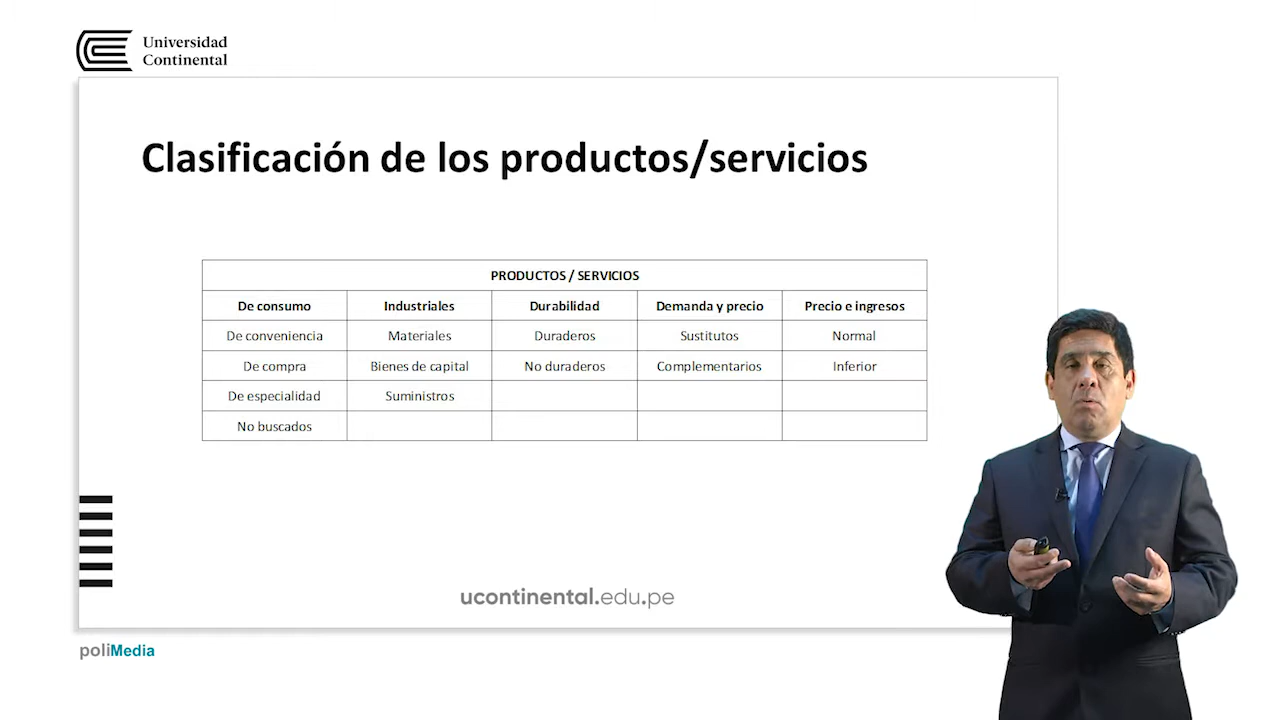 Universidad
Continental
Clasificación de los productos/servicios
PRODUCTOS / SERVICIOS
De consumo Industriales Durabilidad Demanda y precio Precio e ingresos
De conveniencia Materiales Duraderos Sustitutos Normal
De compra Bienes de capital No duraderos Complementarios Inferior
De especialidad Suministros
No buscados
ucontinental.edu.pe
poliMedia